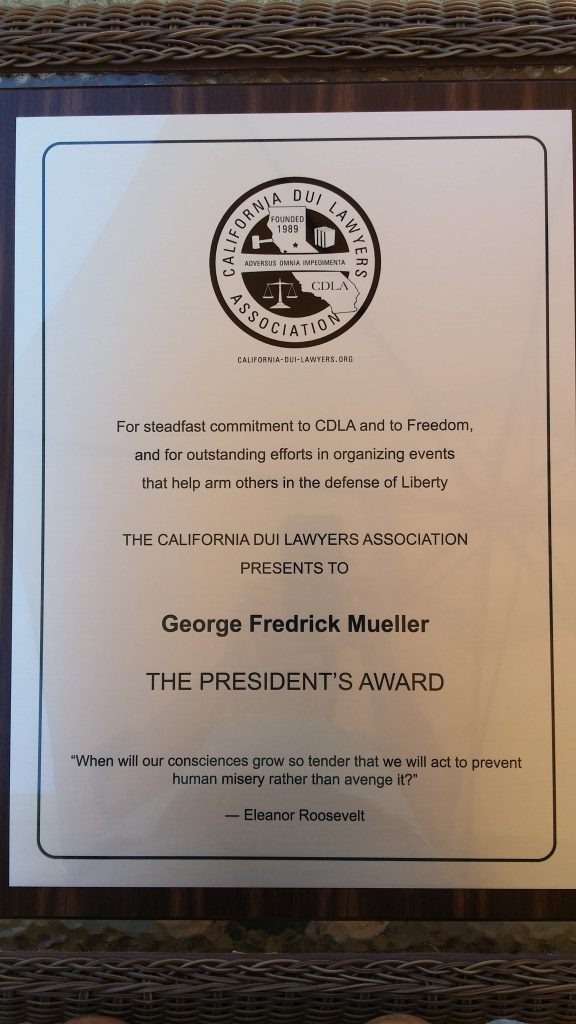 CALIFORNIA DUI LAWYERS
FOUNDED
1989
ADVERSUS OMNIA IMPEDIMENTA
CDLA
ASSOCIATION
CALIFORNIA-DUI-LAWYERS.ORG
For steadfast commitment to CDLA and to Freedom,
and for outstanding efforts in organizing events
that help arm others in the defense of Liberty
THE CALIFORNIA DUI LAWYERS ASSOCIATION
PRESENTS TO
George Fredrick Mueller
THE PRESIDENT'S AWARD
“When will our consciences grow so tender that we will act to prevent
human misery rather than avenge it?”
— Eleanor Roosevelt